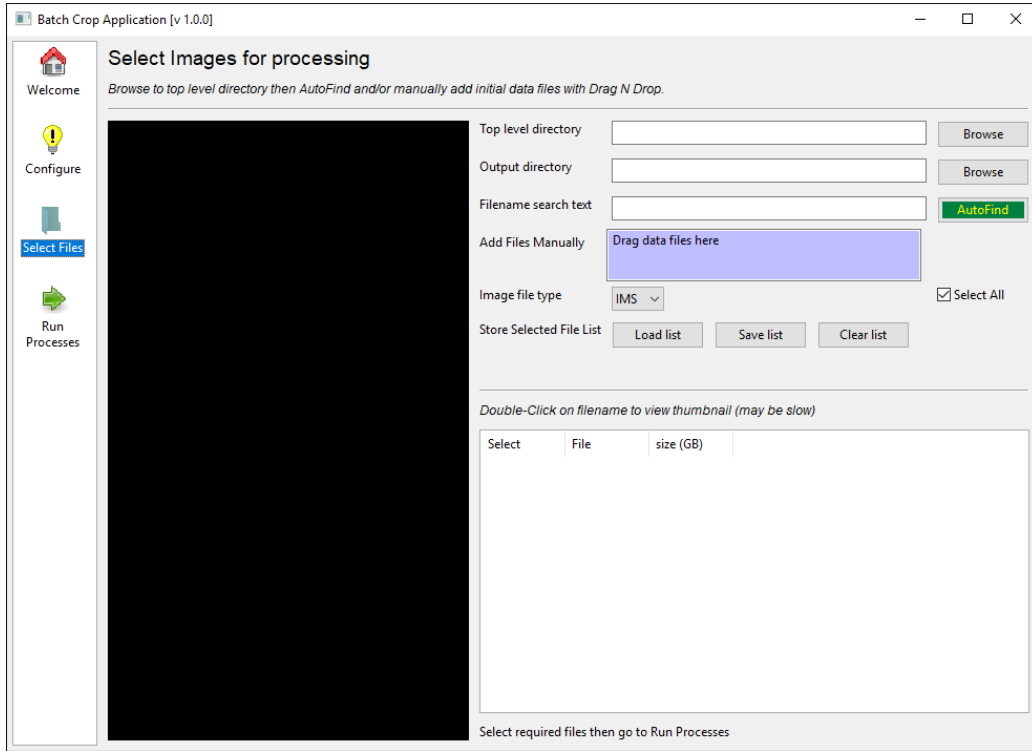 Batch Crop Application [v 1.0.0]
Welcome
Configure
Select Files
Run
Processes
Select Images for processing
Browse to top level directory then AutoFind and/or manually add initial data files with Drag N Drop.
Top level directory
Browse
Output directory
Browse
Filename search text
AutoFind
Add Files Manually
Drag data files here
Image file type
IMS
Select All
Store Selected File List
Load list
Save list
Clear list
Double-Click on filename to view thumbnail (may be slow)
Select File size (GB)
Select required files then go to Run Processes